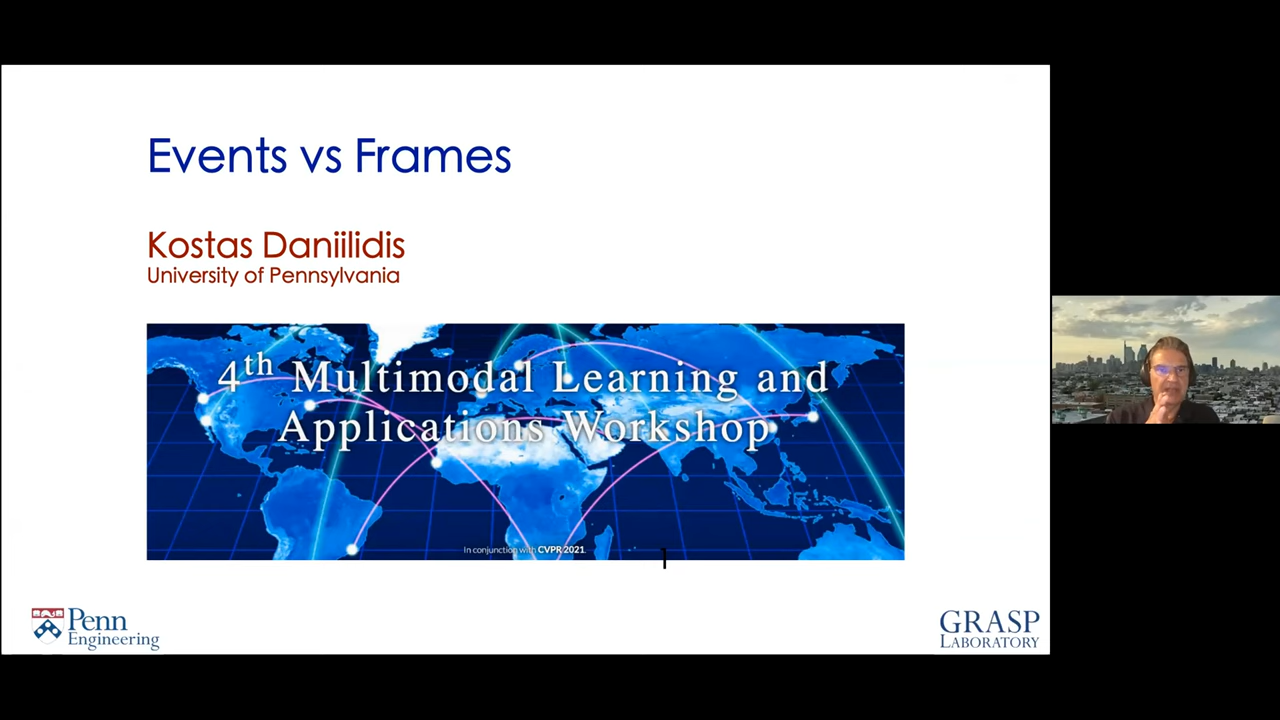 Events vs Frames
Kostas Daniilidis
University of Pennsylvania
4th Multimodal Learning and
Applications Workshop
In conjunction with CVPR 2021.
1
Penn
Engineering
GRASP
LABORATORY